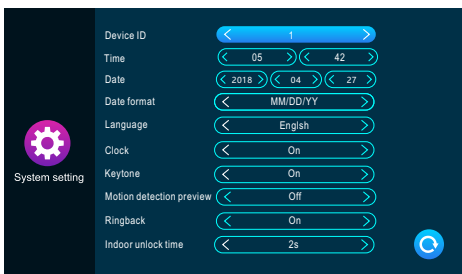 Device ID < 1 >
Time < 05 > < 42 >
Date < 2018 > < 04 > < 27 >
Date format < MM/DD/YY >
Language < Englsh >
Clock < On >
System setting
Keytone < On >
Motion detection preview < Off >
Ringback < On >
Indoor unlock time < 2s >